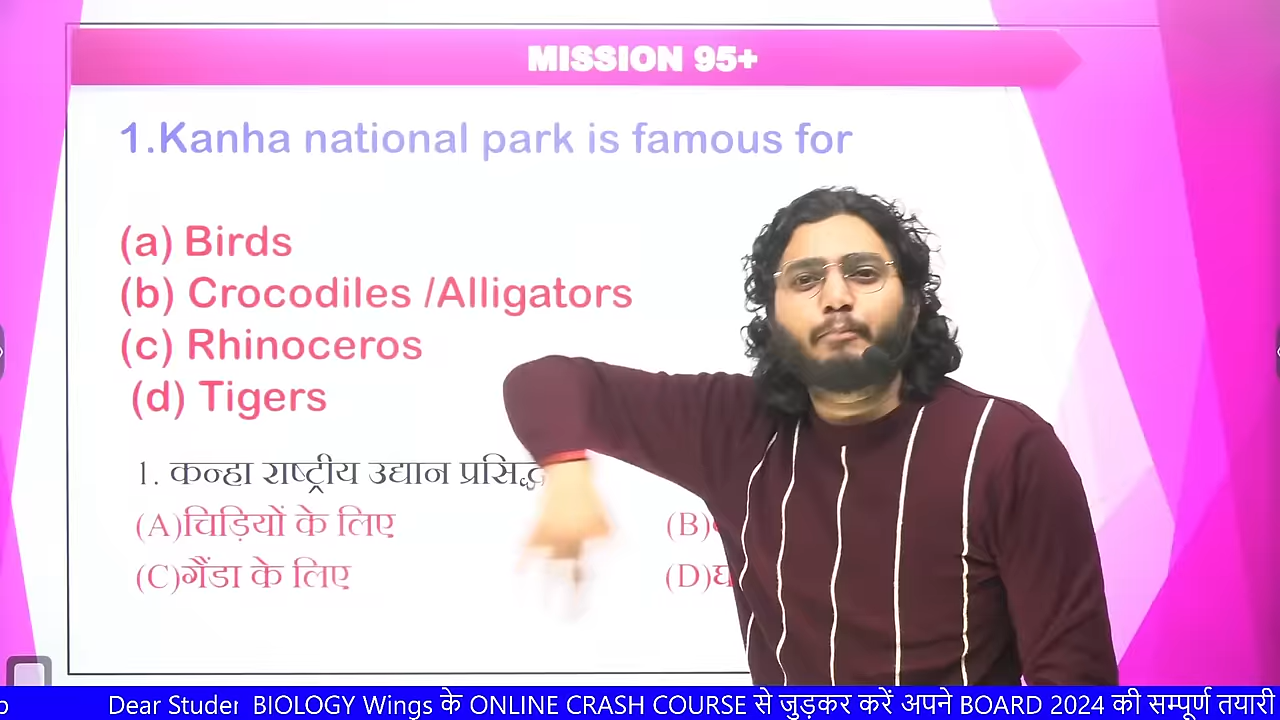 MISSION 95+
1.Kanha national park is famous for
(a) Birds
(b) Crocodiles /Alligators
(c) Rhinoceros
(d) Tigers
1. कन्हा राष्ट्रीय उद्यान प्रसिद्ध
(A)चिड़ियों के लिए
(B)
(C)गैंडा के लिए
(D)
Dear Studer BIOLOGY Wings के ONLINE CRASH COURSE से जुड़कर करें अपने BOARD 2024 की सम्पूर्ण तयारी